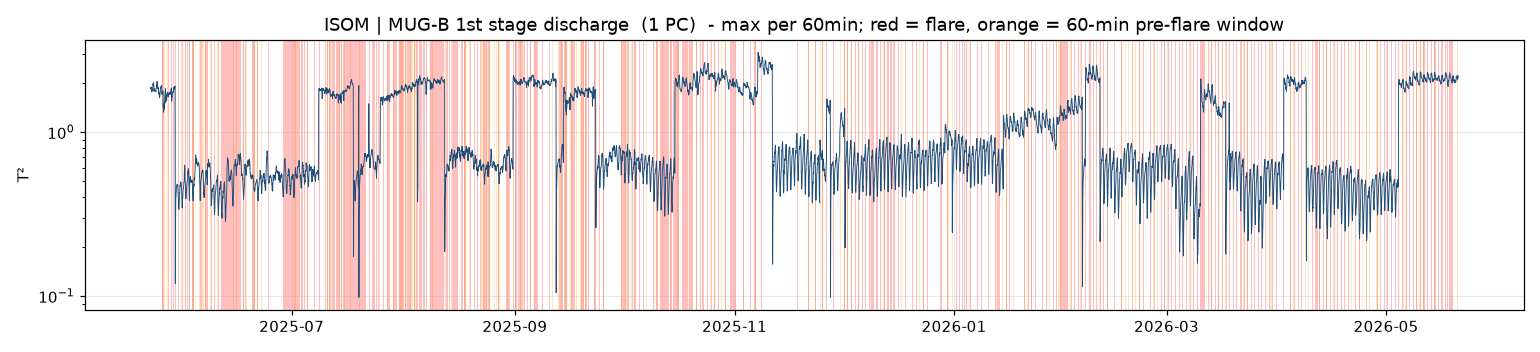 ISOM | MUG-B 1st stage discharge  (1 PC)  - max per 60min; red = flare, orange = 60-min pre-flare window
T²
10⁰
10⁻¹
2025-07 2025-09 2025-11 2026-01 2026-03 2026-05